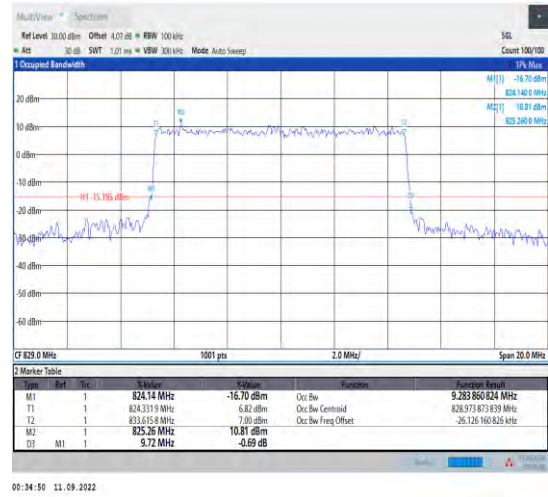 MultiView Spectrum
Ref Level 30.00 dBm Offset 4.07 dB RBW 100 kHz SGL
Att 30 dB SWT 1.01 ms VBW 300 kHz Mode Auto Sweep Count 100/100
1 Occupied Bandwidth 1Pk Max
M1[1] -16.70 dBm
824.140 0 MHz
M2[1] 10.81 dBm
825.260 0 MHz
20 dBm
10 dBm
0 dBm
-10 dBm
H1 -15.195 dBm
-20 dBm
-30 dBm
-40 dBm
-50 dBm
-60 dBm
T1
M2
T2
M1
D3
CF 829.0 MHz 1001 pts 2.0 MHz/ Span 20.0 MHz
2 Marker Table
Type Ref Trc X-Value Y-Value Function Function Result
M1 1 824.14 MHz -16.70 dBm Occ Bw 9.283 860 824 MHz
T1 1 824.331 9 MHz 6.82 dBm Occ Bw Centroid 828.973 873 839 MHz
T2 1 833.615 8 MHz 7.00 dBm Occ Bw Freq Offset -26.126 160 826 kHz
M2 1 825.26 MHz 10.81 dBm
D3 M1 1 9.72 MHz -0.69 dB
00:34:50 11.09.2022